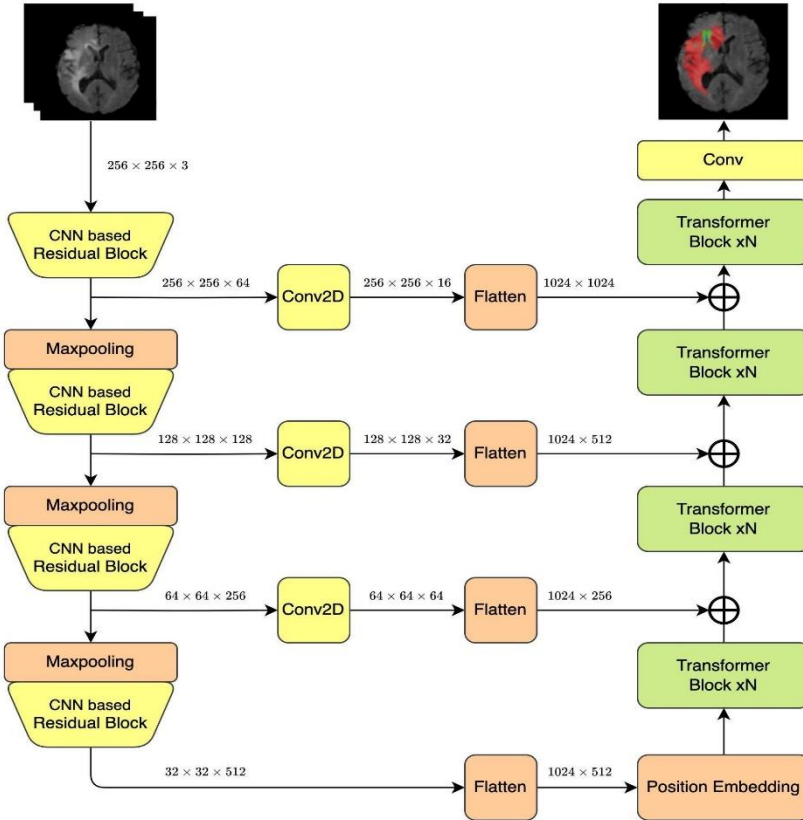 256 × 256 × 3
Conv
CNN based
Residual Block
Transformer
Block xN
256 × 256 × 64
Conv2D
256 × 256 × 16
Flatten
1024 × 1024
Maxpooling
CNN based
Residual Block
Transformer
Block xN
128 × 128 × 128
Conv2D
128 × 128 × 32
Flatten
1024 × 512
Maxpooling
CNN based
Residual Block
Transformer
Block xN
64 × 64 × 256
Conv2D
64 × 64 × 64
Flatten
1024 × 256
Maxpooling
CNN based
Residual Block
Transformer
Block xN
32 × 32 × 512
Flatten
1024 × 512
Position Embedding